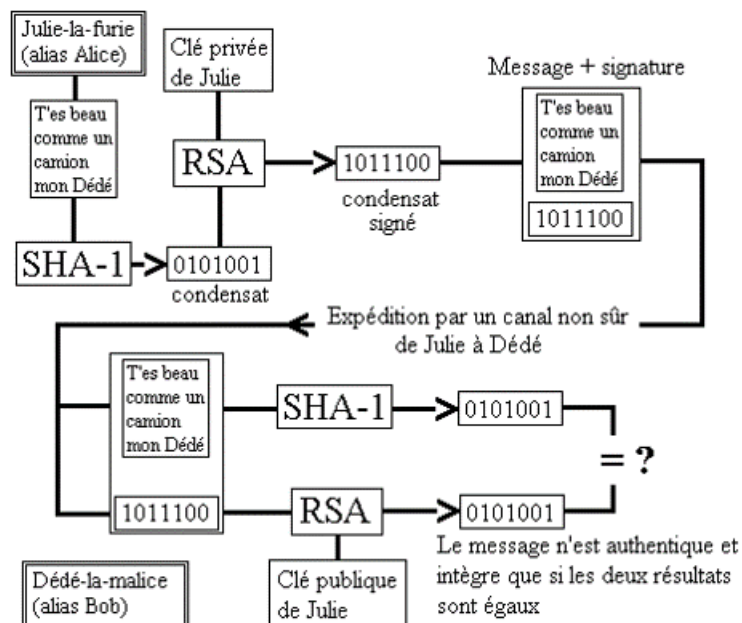 Julie-la-furie
(alias Alice)
T'es beau
comme un
camion
mon Dédé
SHA-1
0101001
condensat
Clé privée
de Julie
RSA
1011100
condensat
signé
Message + signature
T'es beau
comme un
camion
mon Dédé
1011100
Expédition par un canal non sûr
de Julie à Dédé
T'es beau
comme un
camion
mon Dédé
1011100
SHA-1
0101001
= ?
RSA
0101001
Clé publique
de Julie
Le message n'est authentique et
intègre que si les deux résultats
sont égaux
Dédé-la-malice
(alias Bob)